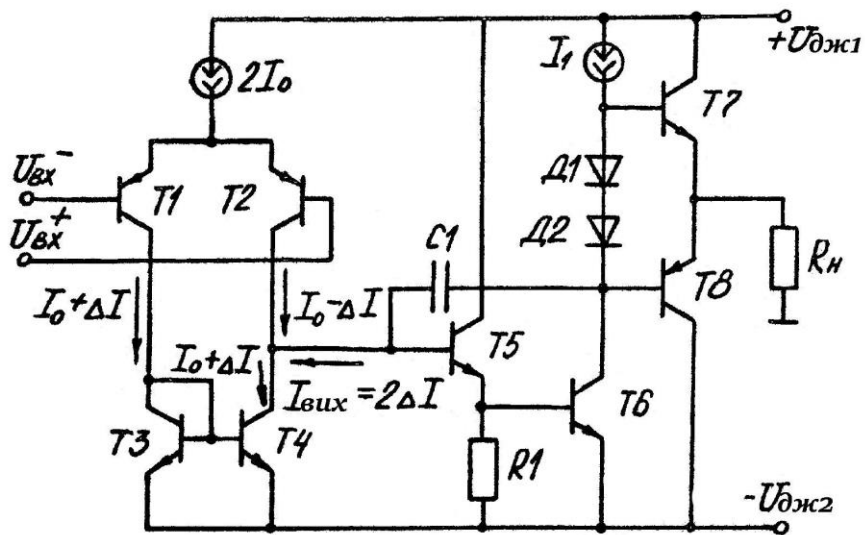 +Uдж1
2I₀
I₁
T7
Uвх⁻
T1
T2
Д1
Uвх⁺
Д2
C1
Rн
T8
I₀+ΔI
I₀-ΔI
T5
I₀+ΔI
Iвих=2ΔI
T6
T3
T4
R1
-Uдж2